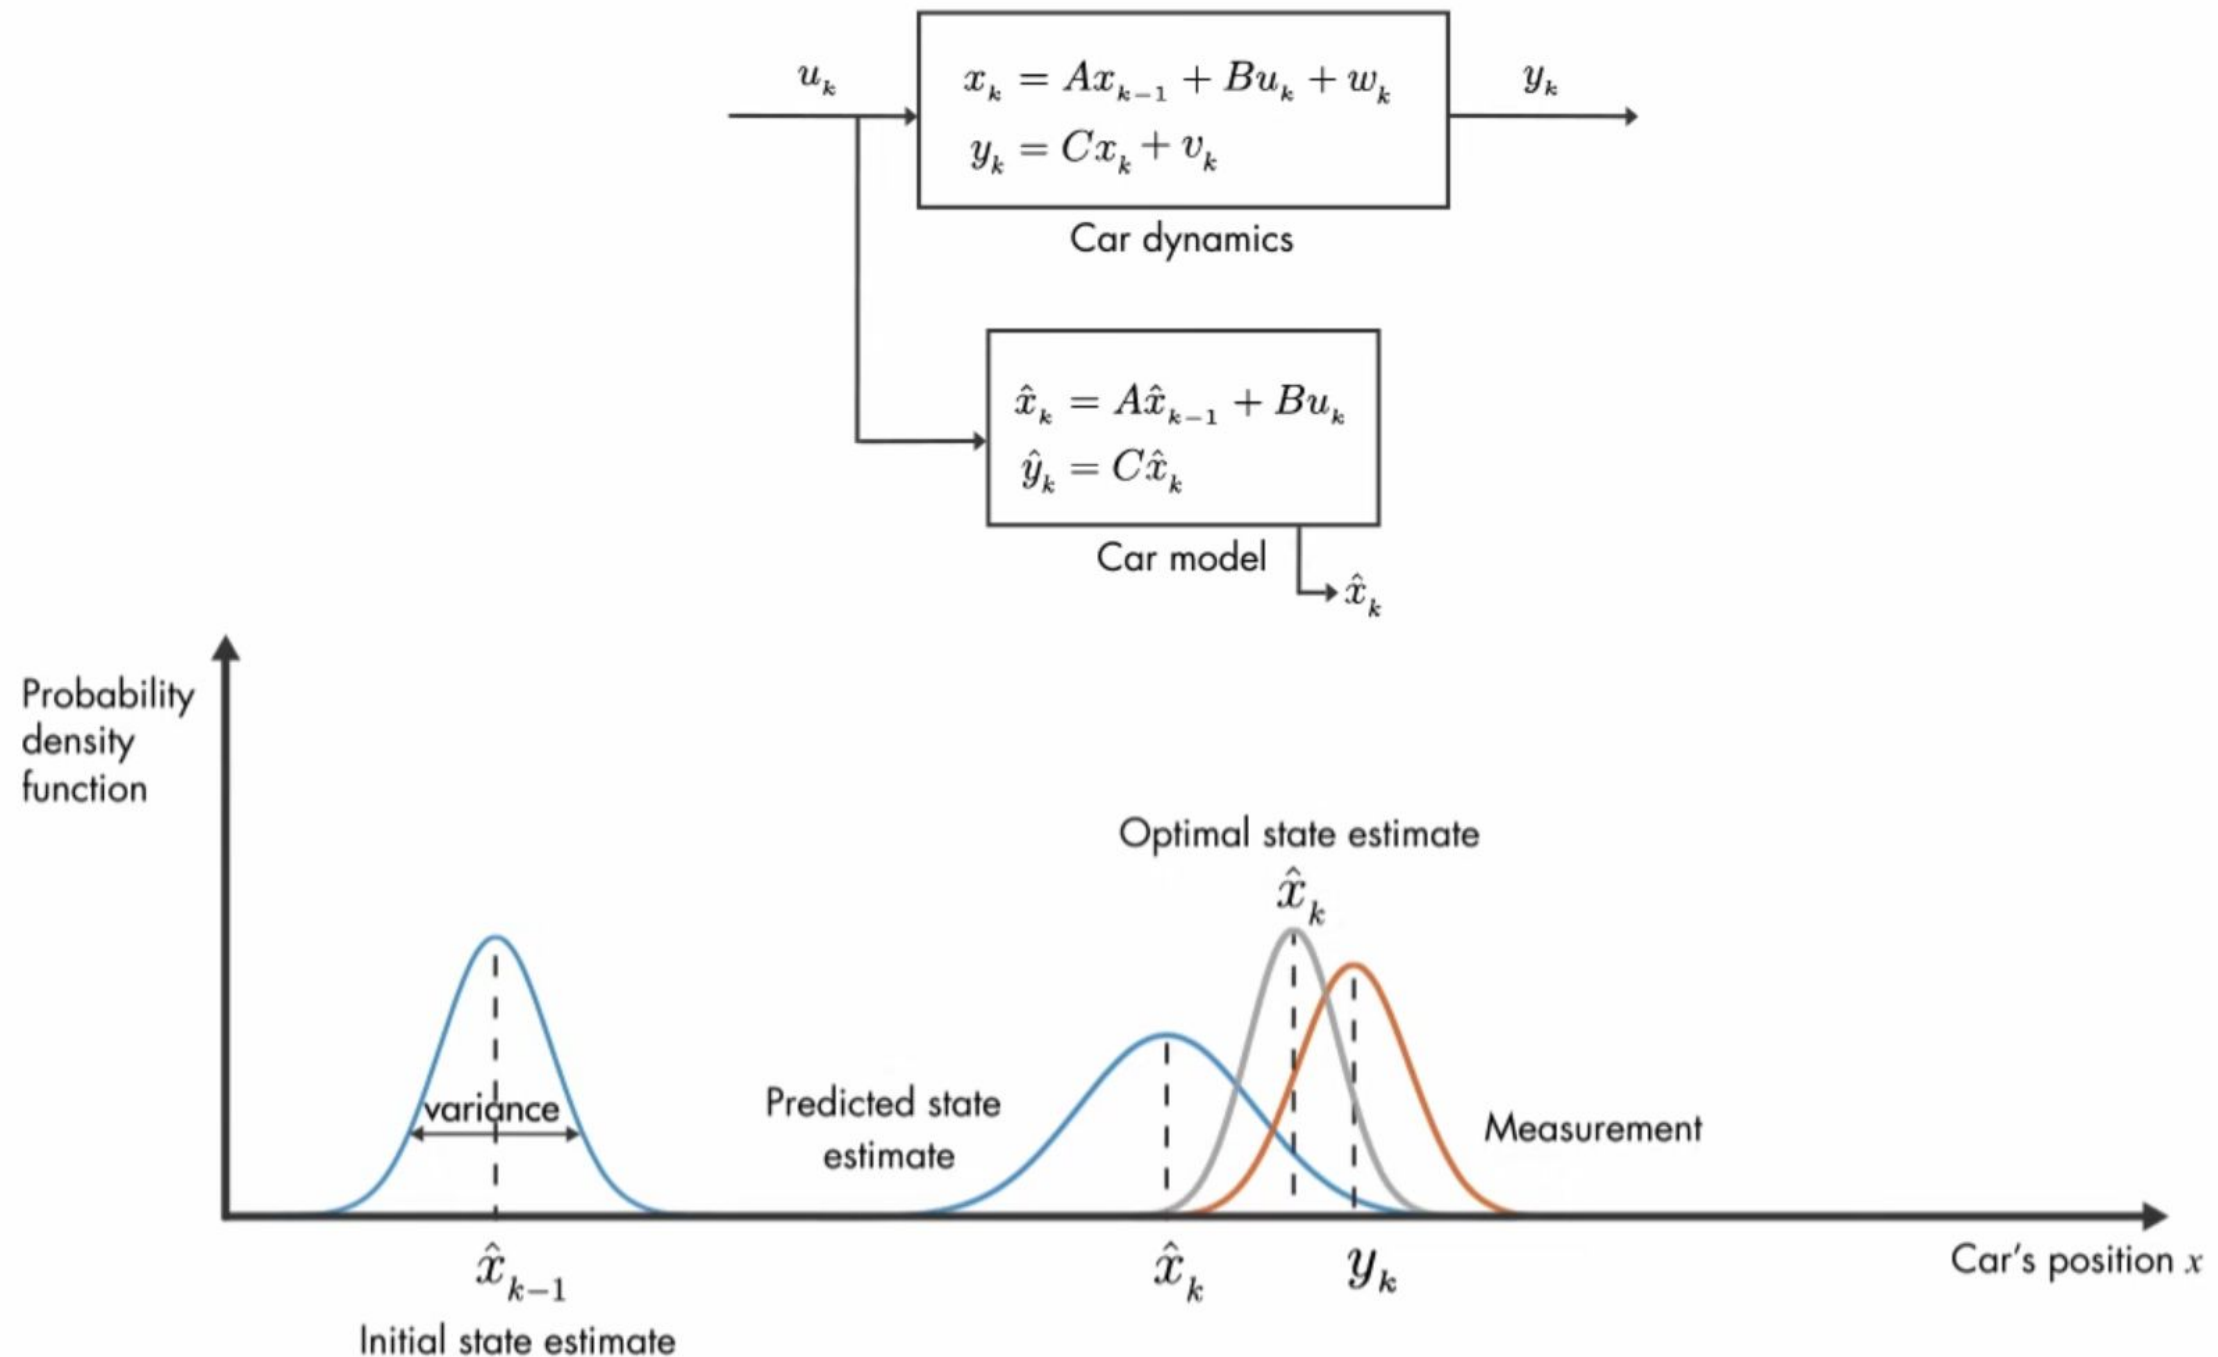 u_k
x_k = Ax_{k-1} + Bu_k + w_k
y_k = Cx_k + v_k
y_k
Car dynamics
x̂_k = Ax̂_{k-1} + Bu_k
ŷ_k = Cx̂_k
Car model
x̂_k
Probability
density
function
Optimal state estimate
x̂_k
variance
Predicted state
estimate
Measurement
x̂_{k-1}
x̂_k
y_k
Car's position x
Initial state estimate